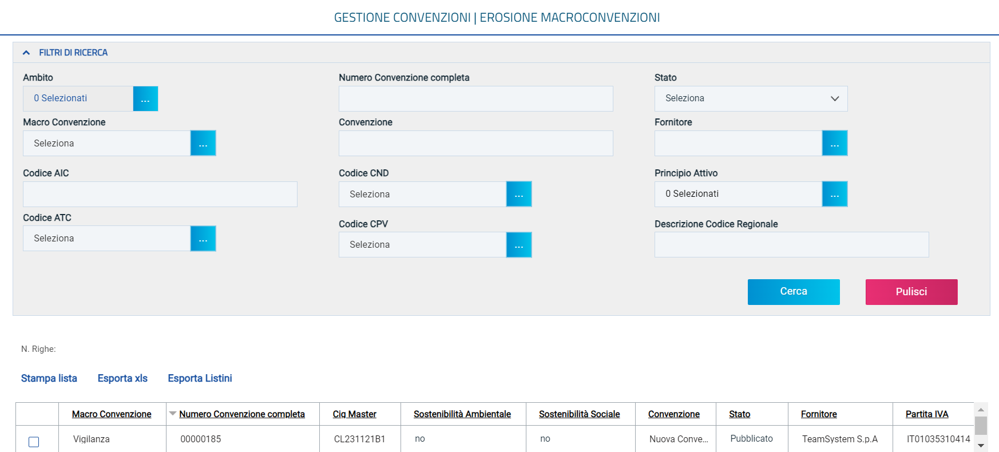 GESTIONE CONVENZIONI | EROSIONE MACROCONVENZIONI
FILTRI DI RICERCA
Ambito
0 Selezionati
...
Numero Convenzione completa
Stato
Seleziona
Macro Convenzione
Seleziona
...
Convenzione
Fornitore
...
Codice AIC
Codice CND
Seleziona
...
Principio Attivo
0 Selezionati
...
Codice ATC
Seleziona
...
Codice CPV
Seleziona
...
Descrizione Codice Regionale
Cerca
Pulisci
N. Righe:
Stampa lista Esporta xls Esporta Listini
Macro Convenzione Numero Convenzione completa Cig Master Sostenibilità Ambientale Sostenibilità Sociale Convenzione Stato Fornitore Partita IVA
Vigilanza 00000185 CL231121B1 no no Nuova Conve... Pubblicato TeamSystem S.p.A IT01035310414